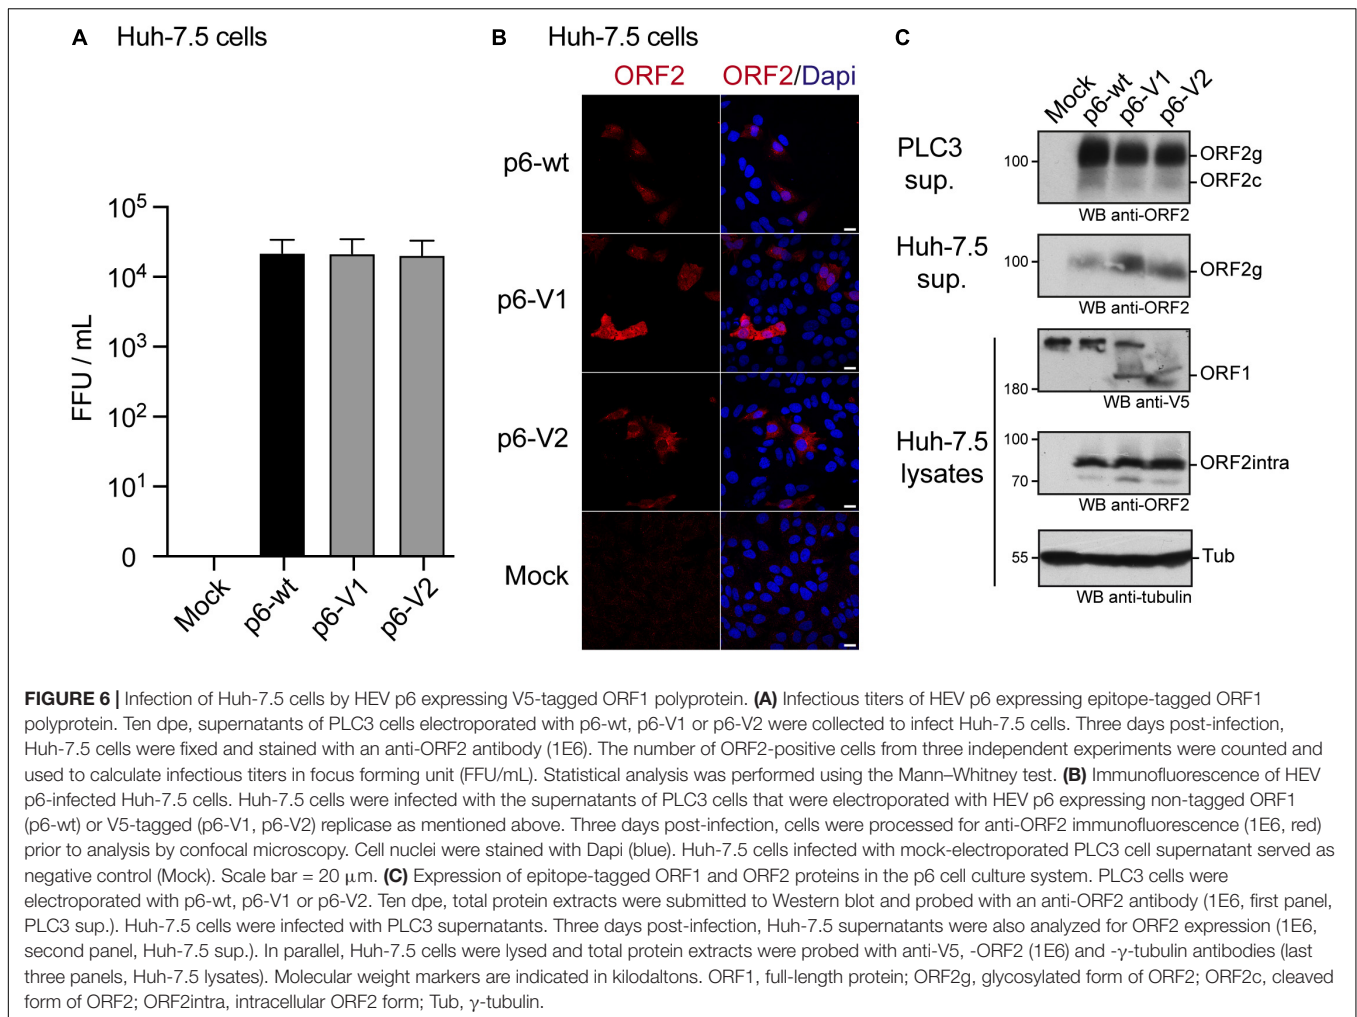 A Huh-7.5 cells
FFU / mL
10⁵
10⁴
10³
10²
10¹
0
Mock
p6-wt
p6-V1
p6-V2
B Huh-7.5 cells
ORF2 ORF2/Dapi
p6-wt
p6-V1
p6-V2
Mock
C
Mock
p6-wt
p6-V1
p6-V2
PLC3
sup.
100
ORF2g
ORF2c
WB anti-ORF2
Huh-7.5
sup.
100
ORF2g
WB anti-ORF2
Huh-7.5
lysates
180
ORF1
WB anti-V5
100
70
ORF2intra
WB anti-ORF2
55
Tub
WB anti-tubulin
FIGURE 6 | Infection of Huh-7.5 cells by HEV p6 expressing V5-tagged ORF1 polyprotein. (A) Infectious titers of HEV p6 expressing epitope-tagged ORF1
polyprotein. Ten dpe, supernatants of PLC3 cells electroporated with p6-wt, p6-V1 or p6-V2 were collected to infect Huh-7.5 cells. Three days post-infection,
Huh-7.5 cells were fixed and stained with an anti-ORF2 antibody (1E6). The number of ORF2-positive cells from three independent experiments were counted and
used to calculate infectious titers in focus forming unit (FFU/mL). Statistical analysis was performed using the Mann–Whitney test. (B) Immunofluorescence of HEV
p6-infected Huh-7.5 cells. Huh-7.5 cells were infected with the supernatants of PLC3 cells that were electroporated with HEV p6 expressing non-tagged ORF1
(p6-wt) or V5-tagged (p6-V1, p6-V2) replicase as mentioned above. Three days post-infection, cells were processed for anti-ORF2 immunofluorescence (1E6, red)
prior to analysis by confocal microscopy. Cell nuclei were stained with Dapi (blue). Huh-7.5 cells infected with mock-electroporated PLC3 cell supernatant served as
negative control (Mock). Scale bar = 20 μm. (C) Expression of epitope-tagged ORF1 and ORF2 proteins in the p6 cell culture system. PLC3 cells were
electroporated with p6-wt, p6-V1 or p6-V2. Ten dpe, total protein extracts were submitted to Western blot and probed with an anti-ORF2 antibody (1E6, first panel,
PLC3 sup.). Huh-7.5 cells were infected with PLC3 supernatants. Three days post-infection, Huh-7.5 supernatants were also analyzed for ORF2 expression (1E6,
second panel, Huh-7.5 sup.). In parallel, Huh-7.5 cells were lysed and total protein extracts were probed with anti-V5, -ORF2 (1E6) and -γ-tubulin antibodies (last
three panels, Huh-7.5 lysates). Molecular weight markers are indicated in kilodaltons. ORF1, full-length protein; ORF2g, glycosylated form of ORF2; ORF2c, cleaved
form of ORF2; ORF2intra, intracellular ORF2 form; Tub, γ-tubulin.